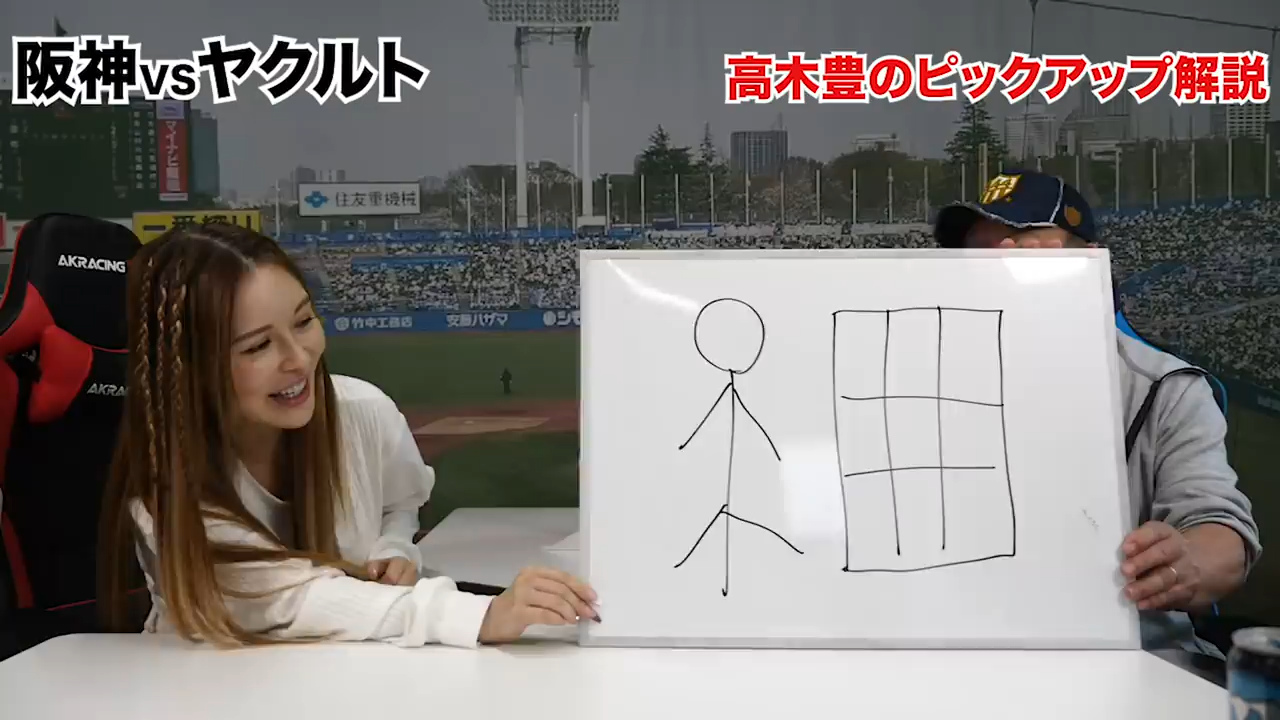 阪神vsヤクルト
高木豊のピックアップ解説
マイナビ
住友重機械
一番搾り
AKRACING
竹中工務店
安藤ハザマ
AKRA